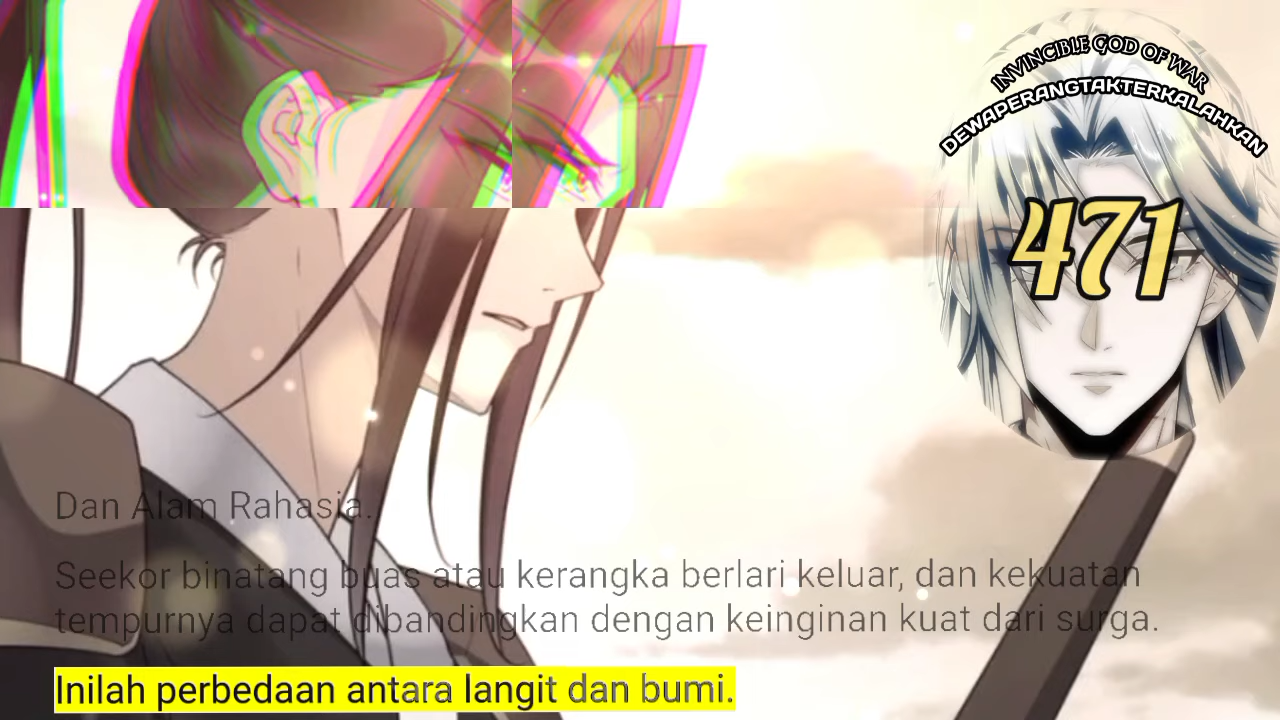 INVINCIBLE GOD OF WAR
DEWAPERANGTAKTERKALAHKAN
471
Dan Alam Rahasia.
Seekor binatang buas atau kerangka berlari keluar, dan kekuatan
tempurnya dapat dibandingkan dengan keinginan kuat dari surga.
Inilah perbedaan antara langit dan bumi.